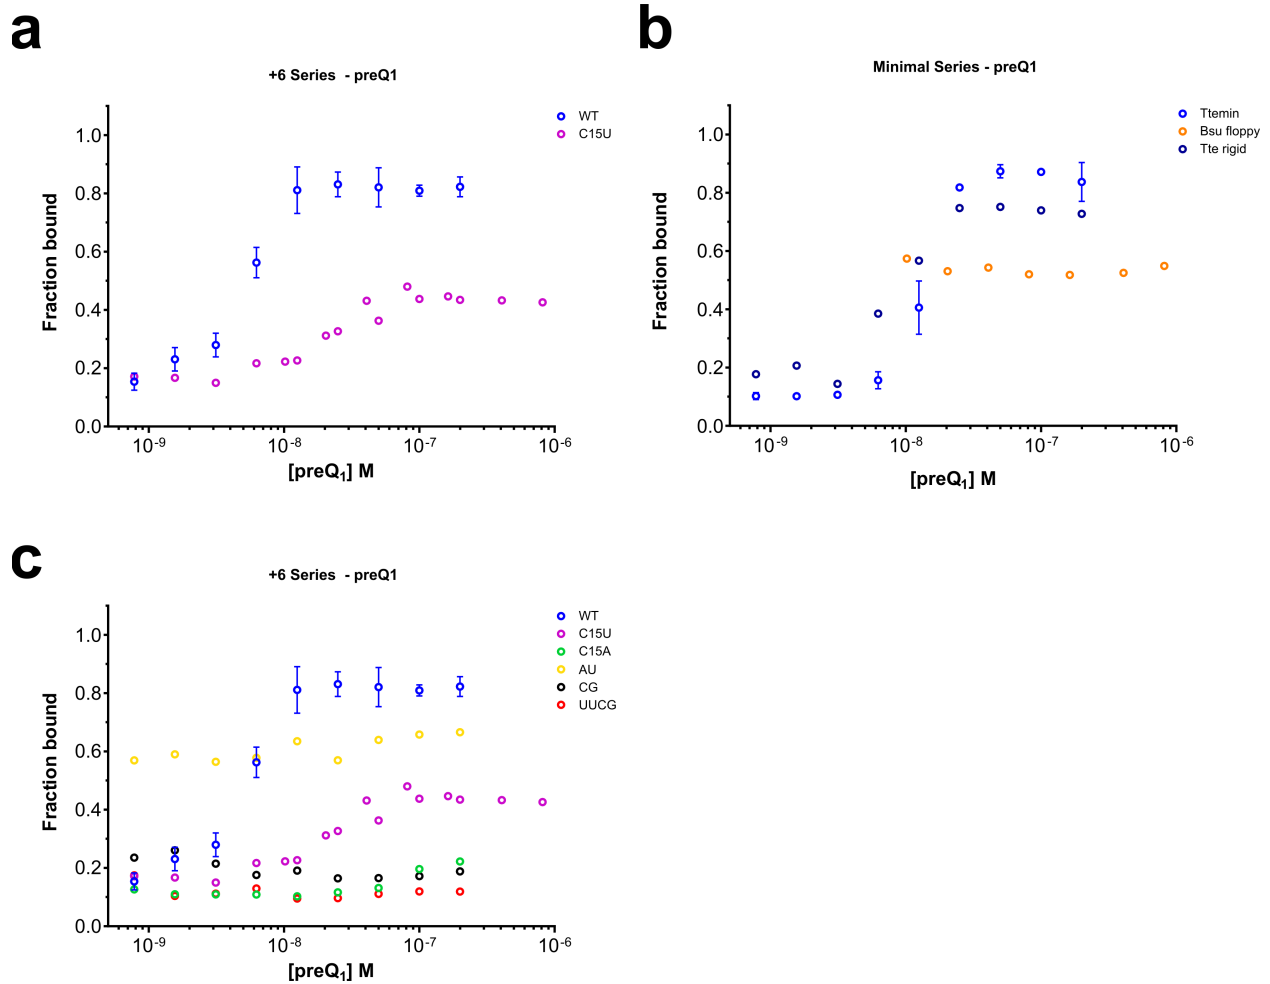 a
+6 Series - preQ1
WT
C15U
Fraction bound
1.0
0.8
0.6
0.4
0.2
0.0
10-9
10-8
10-7
10-6
[preQ1] M
b
Minimal Series - preQ1
Ttemin
Bsu floppy
Tte rigid
Fraction bound
1.0
0.8
0.6
0.4
0.2
0.0
10-9
10-8
10-7
10-6
[preQ1] M
c
+6 Series - preQ1
WT
C15U
C15A
AU
CG
UUCG
Fraction bound
1.0
0.8
0.6
0.4
0.2
0.0
10-9
10-8
10-7
10-6
[preQ1] M